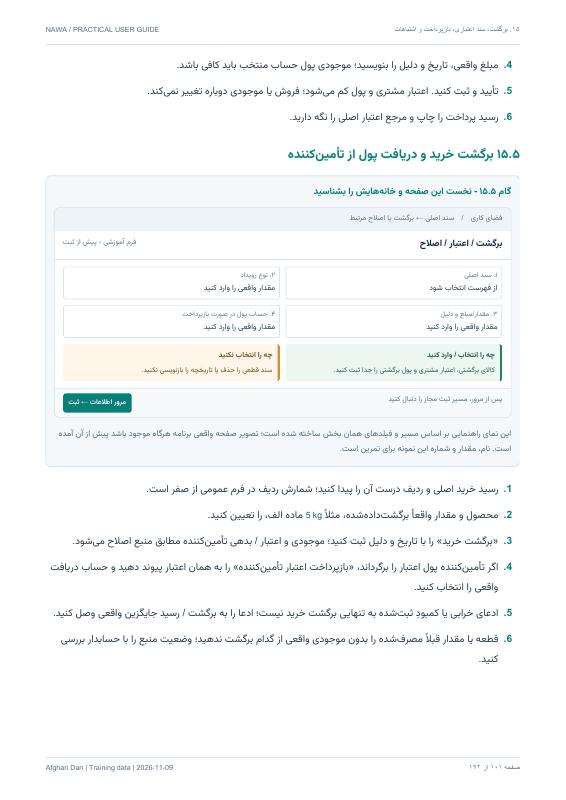 NAWA / PRACTICAL USER GUIDE
۱۵. برگشت، سند اعتباری، بازپرداخت و اشتباهات
4. مبلغ واقعی، تاریخ و دلیل را بنویسید؛ موجودی پول حساب منتخب باید کافی باشد.
5. تأیید و ثبت کنید. اعتبار مشتری و پول کم می‌شود؛ فروش یا موجودی دوباره تغییر نمی‌کند.
6. رسید پرداخت را چاپ و مرجع اعتبار اصلی را نگه دارید.
۱۵.۵ برگشت خرید و دریافت پول از تأمین‌کننده
گام ۱۵.۵ - نخست این صفحه و خانه‌هایش را بشناسید
فضای کاری / سند اصلی ← برگشت یا اصلاح مرتبط
برگشت / اعتبار / اصلاح
فرم آموزشی - پیش از ثبت
۱. سند اصلی
از فهرست انتخاب شود
۲. نوع رویداد
مقدار واقعی را وارد کنید
۳. مقدار/مبلغ و دلیل
مقدار واقعی را وارد کنید
۴. حساب پول در صورت بازپرداخت
مقدار واقعی را وارد کنید
چه را انتخاب / وارد کنید
کالای برگشتی، اعتبار مشتری و پول برگشتی را جدا ثبت کنید.
چه را انتخاب نکنید
سند قطعی را حذف یا تاریخچه را بازنویسی نکنید.
پس از مرور، مسیر ثبت مجاز را دنبال کنید
مرور اطلاعات ← ثبت
این نمای راهنمایی بر اساس مسیر و فیلدهای همان بخش ساخته شده است؛ تصویر صفحه واقعی برنامه هرگاه موجود باشد پیش از آن آمده
است. نام، مقدار و شماره این نمونه برای تمرین است.
1. رسید خرید اصلی و ردیف درست آن را پیدا کنید؛ شمارش ردیف در فرم عمومی از صفر است.
2. محصول و مقدار واقعاً برگشت‌داده‌شده، مثلاً 5 kg ماده الف، را تعیین کنید.
3. «برگشت خرید» را با تاریخ و دلیل ثبت کنید؛ موجودی و اعتبار / بدهی تأمین‌کننده مطابق منبع اصلاح می‌شود.
4. اگر تأمین‌کننده پول اعتبار را برگرداند، «بازپرداخت اعتبار تأمین‌کننده» را به همان اعتبار پیوند دهید و حساب دریافت
واقعی را انتخاب کنید.
5. ادعای خرابی یا کمبودِ ثبت‌شده به تنهایی برگشت خرید نیست؛ ادعا را به برگشت / رسید جایگزین واقعی وصل کنید.
6. قطعه یا مقدار قبلاً مصرف‌شده را بدون موجودی واقعی از گدام برگشت ندهید؛ وضعیت منبع را با حسابدار بررسی
کنید.
Afghan Dari | Training data | 2026-11-09
صفحه ۱۰۱ از ۱۹۲